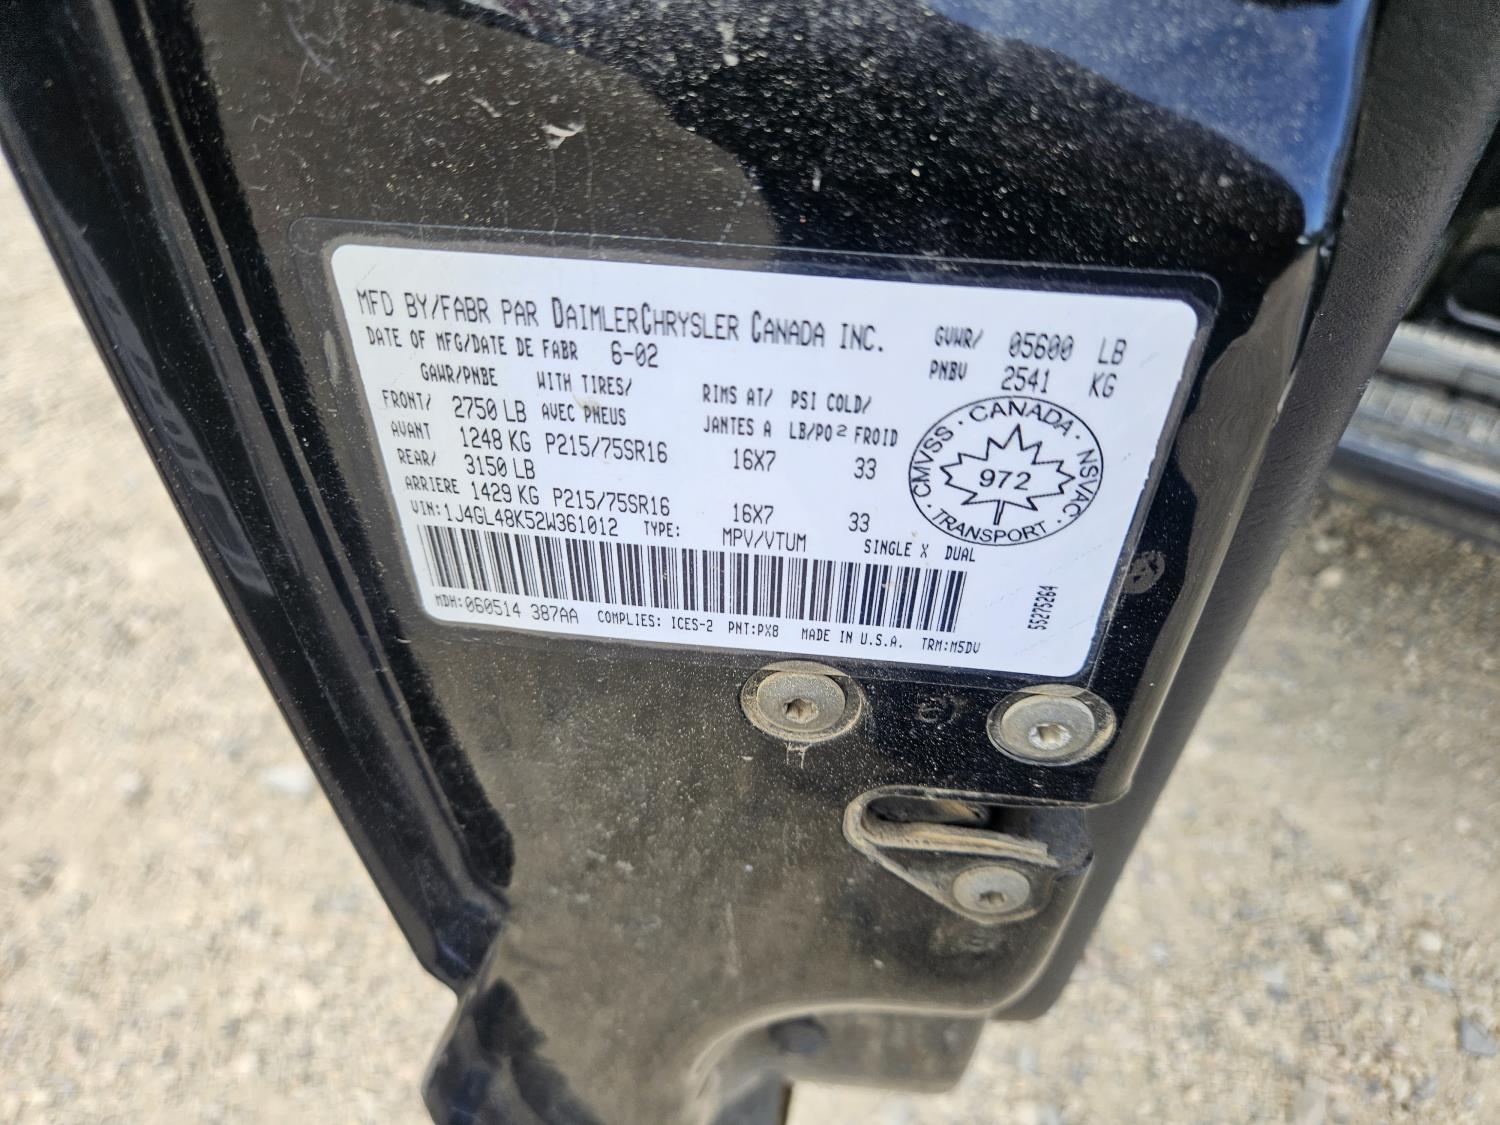 MFD BY/FABR PAR DAIMLERCHRYSLER CANADA INC.
DATE OF MFG/DATE DE FABR 6-02
GVWR/ 05600 LB
PNBV 2541 KG
GAWR/PNBE WITH TIRES/ RIMS AT/ PSI COLD/
FRONT/ 2750 LB AVEC PNEUS JANTES A LB/PO² FROID
AVANT 1248 KG P215/75SR16 16X7 33
REAR/ 3150 LB
ARRIERE 1429 KG P215/75SR16 16X7 33
VIN:1J4GL48K52W361012 TYPE: MPV/VTUM SINGLE X DUAL
CMVSS · CANADA · NSVAC · TRANSPORT ·
972
MDH:060514 387AA COMPLIES: ICES-2 PNT:PX8 MADE IN U.S.A. TRM:M5DV
55275264